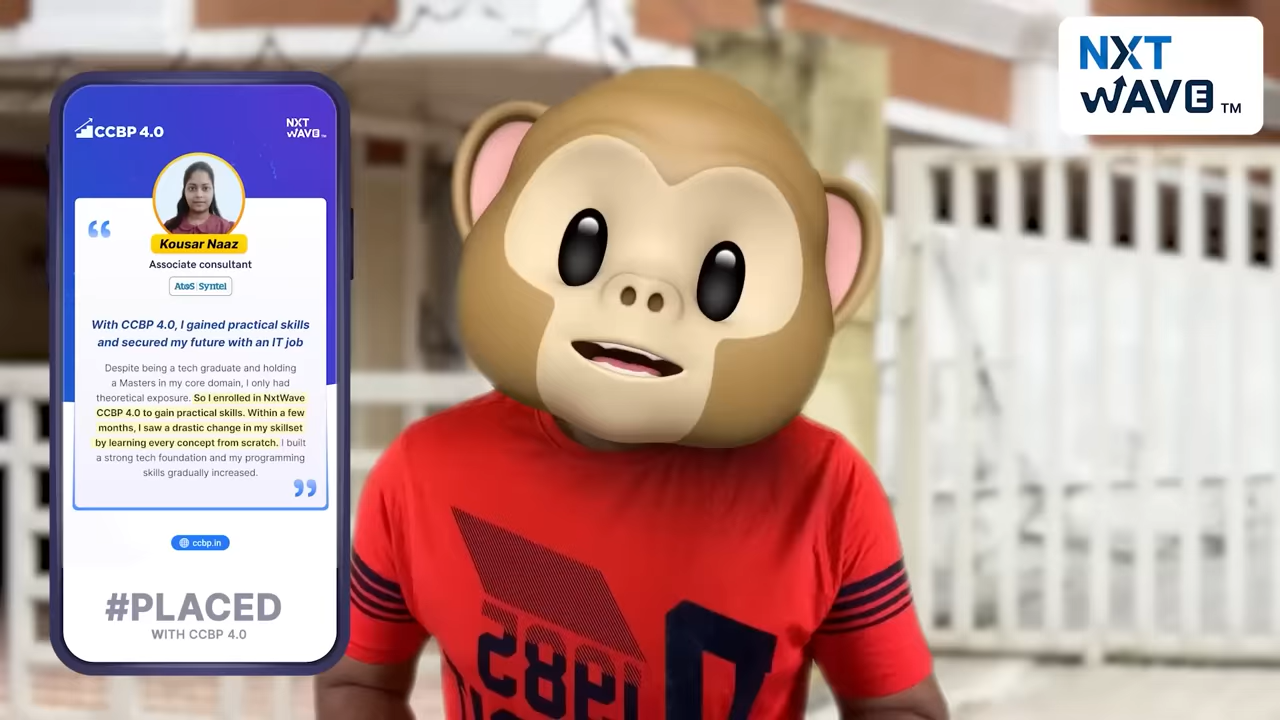 CCBP 4.0
NXT
WAVE TM
“
Kousar Naaz
Associate consultant
Atos Syntel
With CCBP 4.0, I gained practical skills
and secured my future with an IT job
Despite being a tech graduate and holding
a Masters in my core domain, I only had
theoretical exposure. So I enrolled in NxtWave
CCBP 4.0 to gain practical skills. Within a few
months, I saw a drastic change in my skillset
by learning every concept from scratch. I built
a strong tech foundation and my programming
skills gradually increased.
”
ccbp.in
#PLACED
WITH CCBP 4.0
NXT
WAVE TM
1982